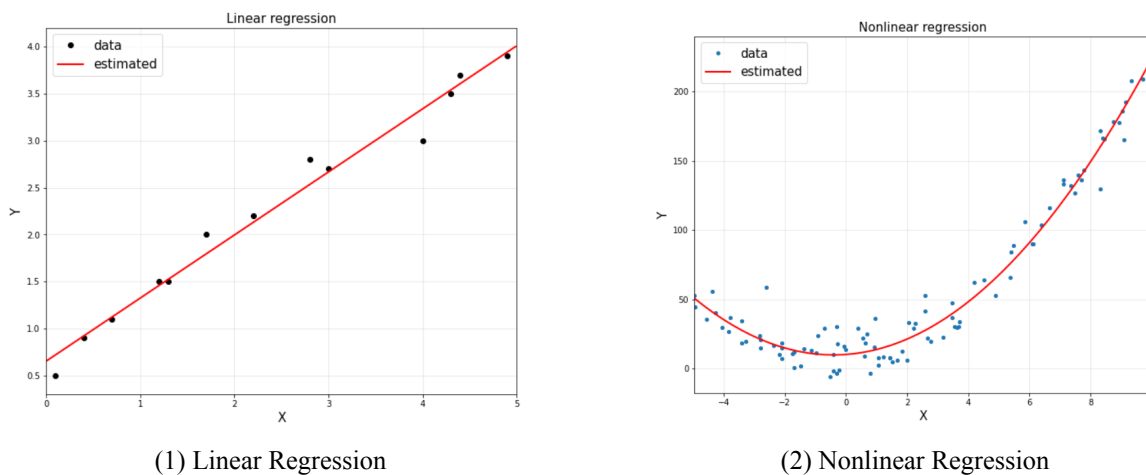 Linear regression
data
estimated
4.0
3.5
3.0
2.5
2.0
1.5
1.0
0.5
Y
0 1 2 3 4 5
X
(1) Linear Regression
Nonlinear regression
data
estimated
200
150
100
50
0
Y
−4 −2 0 2 4 6 8
X
(2) Nonlinear Regression